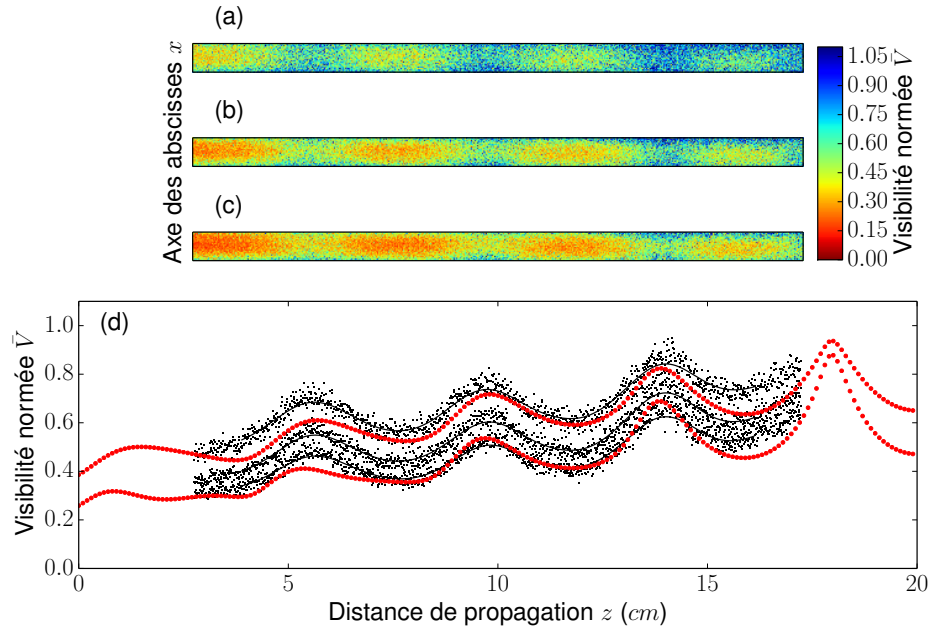 (a)
(b)
(c)
Axe des abscisses x
1.05
0.90
0.75
0.60
0.45
0.30
0.15
0.00
Visibilité normée V̄
(d)
1.0
0.8
0.6
0.4
0.2
0.0
Visibilité normée V̄
0 5 10 15 20
Distance de propagation z (cm)